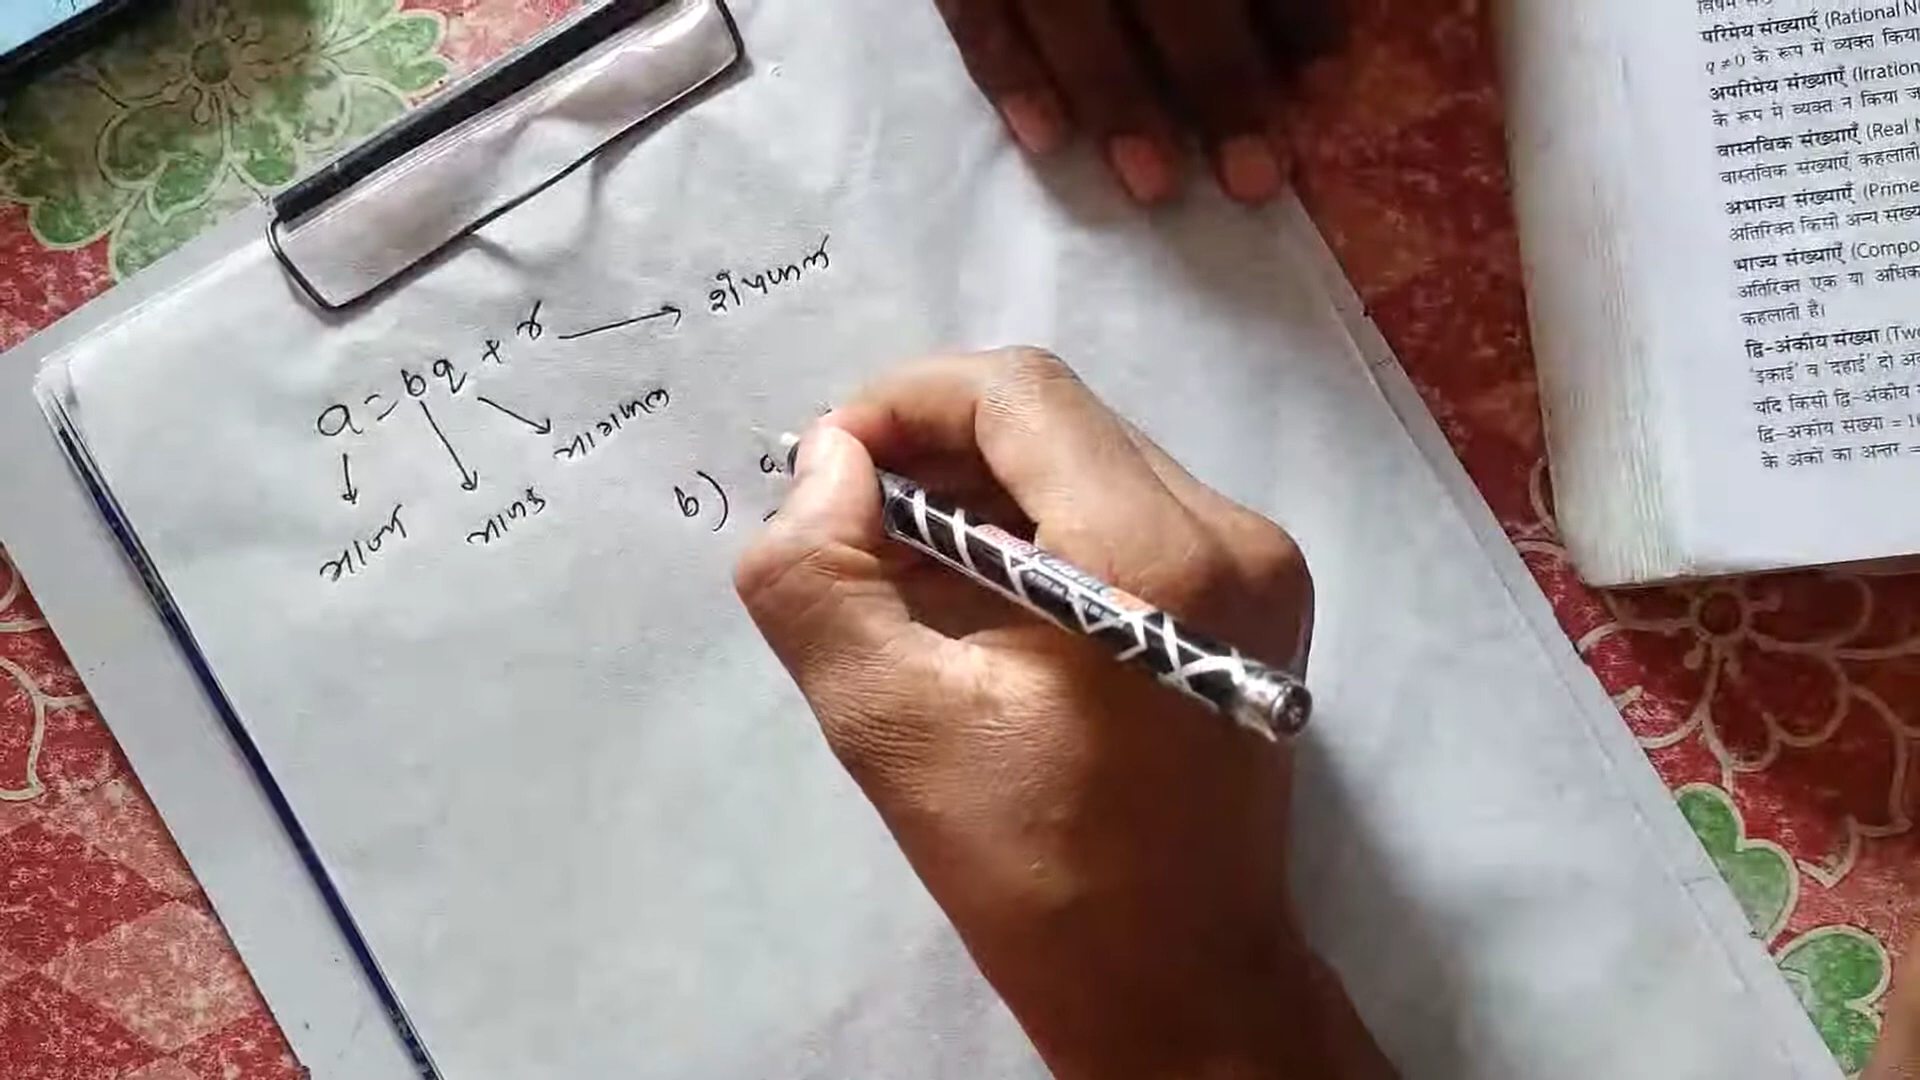 a = bq + r → शेषफल
भागफल
भाज्य
भाजक
b) a
परिमेय संख्याएँ (Rational N
q ≠ 0 के रूप में व्यक्त किया
अपरिमेय संख्याएँ (Irration
के रूप में व्यक्त न किया ज
वास्तविक संख्याएँ (Real N
वास्तविक संख्याएँ कहलाती
अभाज्य संख्याएँ (Prime
अतिरिक्त किसी अन्य संख्य
भाज्य संख्याएँ (Compo
अतिरिक्त एक या अधिक
कहलाती है।
द्वि-अंकीय संख्या (Two
'इकाई' व 'दहाई' दो अं
यदि किसी द्वि-अंकीय
द्वि-अंकीय संख्या = 1
के अंकों का अन्तर =